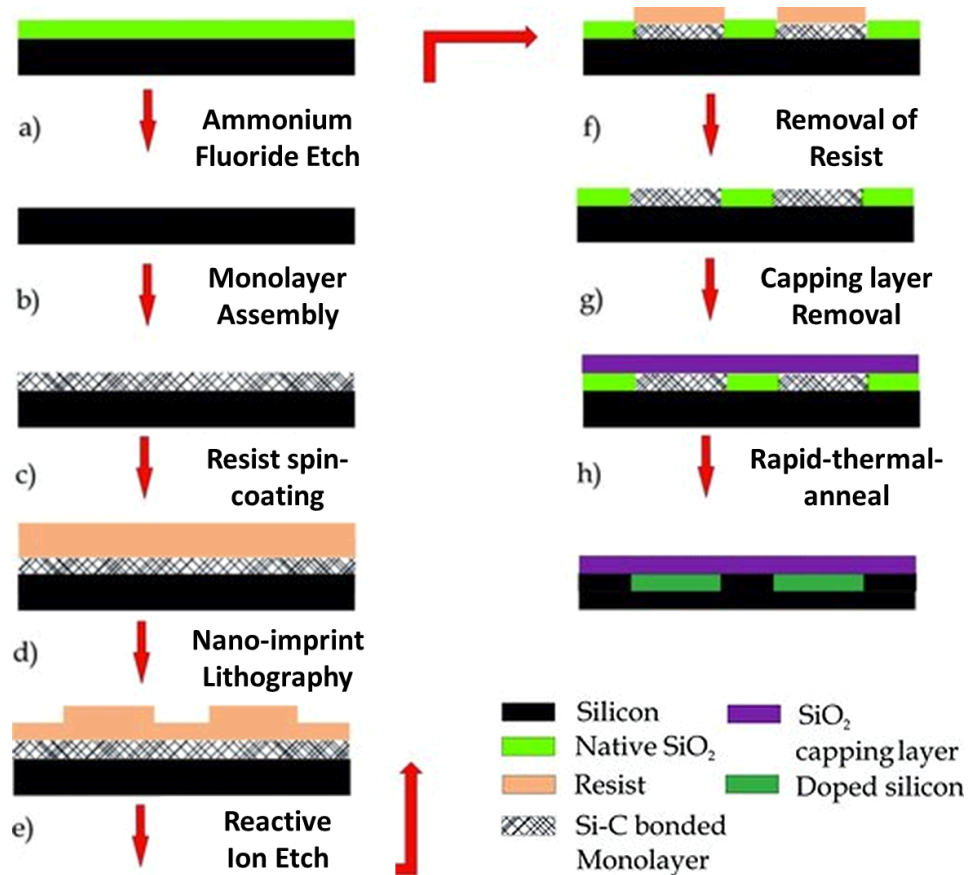 a)
Ammonium
Fluoride Etch
b)
Monolayer
Assembly
c)
Resist spin-
coating
d)
Nano-imprint
Lithography
e)
Reactive
Ion Etch
f)
Removal of
Resist
g)
Capping layer
Removal
h)
Rapid-thermal-
anneal
Silicon
Native SiO₂
Resist
Si-C bonded
Monolayer
SiO₂
capping layer
Doped silicon